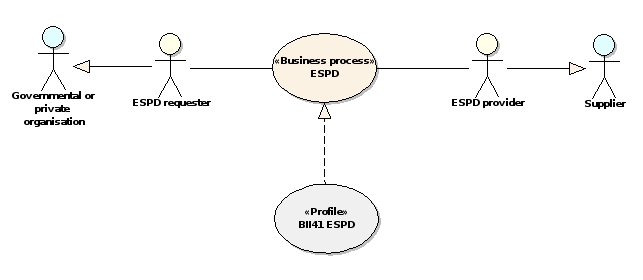 «Business process»
ESPD
Governmental or
private
organisation
ESPD requester
ESPD provider
Supplier
«Profile»
BII41 ESPD